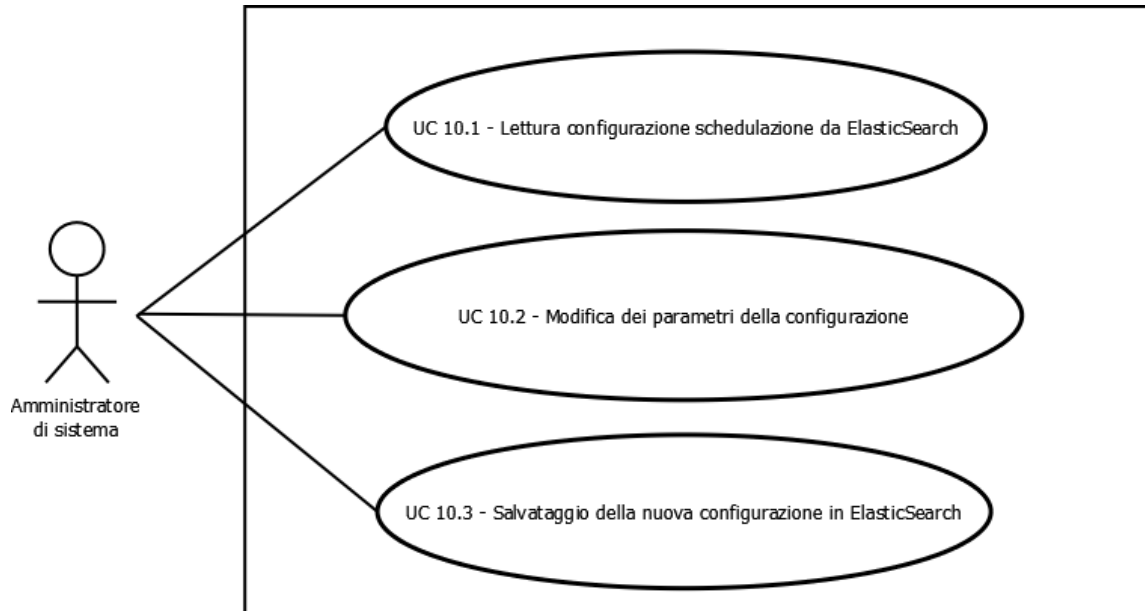 UC 10.1 - Lettura configurazione schedulazione da ElasticSearch
UC 10.2 - Modifica dei parametri della configurazione
Amministratore
di sistema
UC 10.3 - Salvataggio della nuova configurazione in ElasticSearch